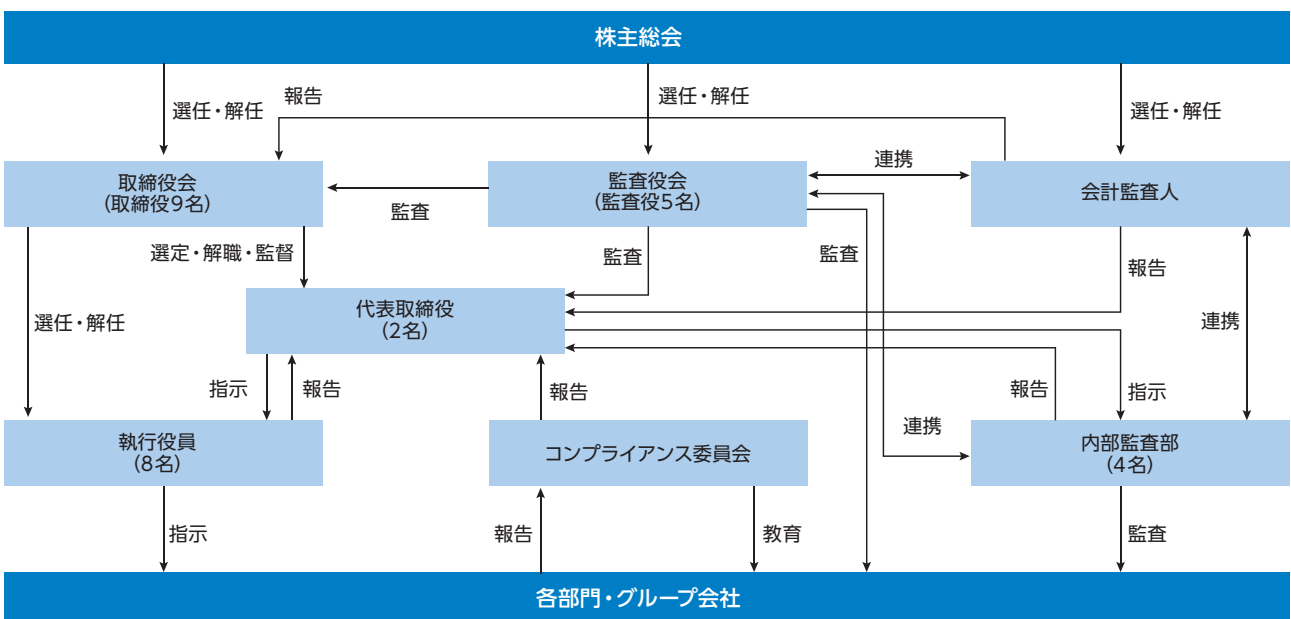 株主総会
選任・解任
報告
選任・解任
選任・解任
取締役会
(取締役9名)
監査
監査役会
(監査役5名)
連携
会計監査人
選定・解職・監督
監査
監査
報告
選任・解任
代表取締役
(2名)
連携
指示
報告
報告
連携
報告
指示
執行役員
(8名)
コンプライアンス委員会
内部監査部
(4名)
指示
報告
教育
監査
各部門・グループ会社